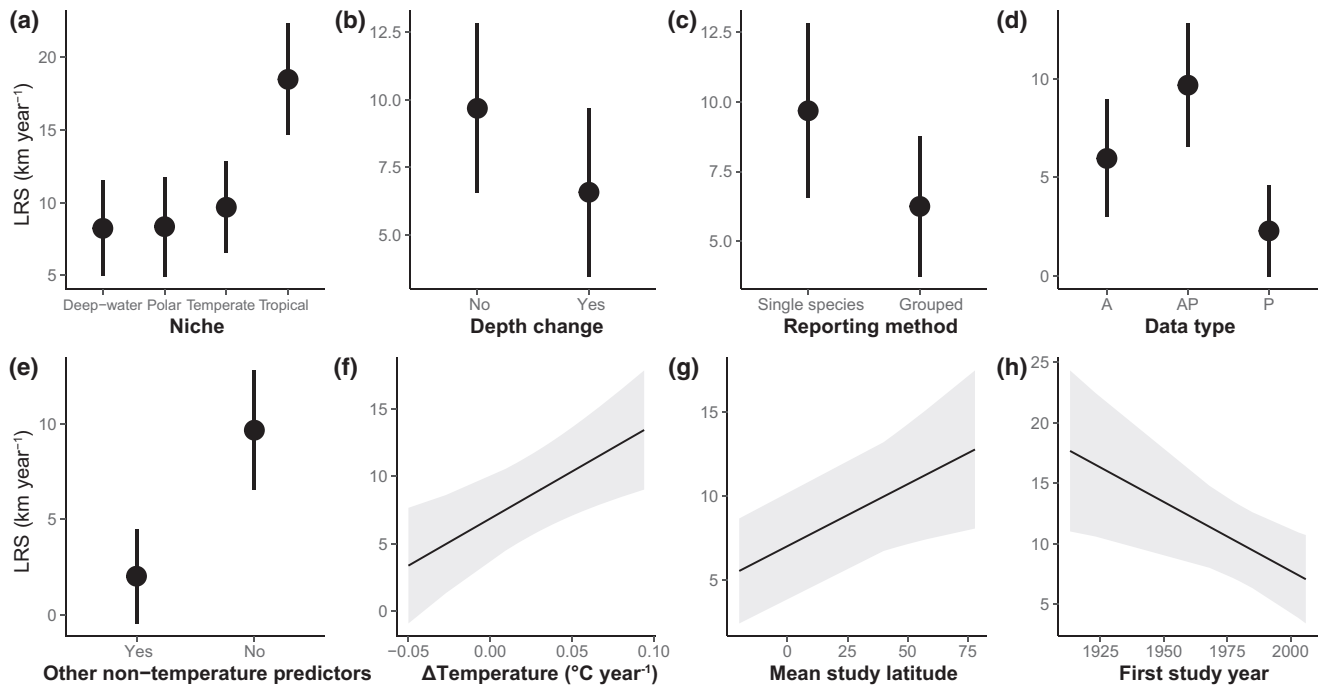 (a)
LRS (km year⁻¹)
20
15
10
5
Deep−water Polar Temperate Tropical
Niche
(b)
12.5
10.0
7.5
5.0
No Yes
Depth change
(c)
12.5
10.0
7.5
5.0
Single species Grouped
Reporting method
(d)
10
5
0
A AP P
Data type
(e)
LRS (km year⁻¹)
10
5
0
Yes No
Other non−temperature predictors
(f)
15
10
5
0
−0.05 0.00 0.05 0.10
ΔTemperature (°C year⁻¹)
(g)
15
10
5
0 25 50 75
Mean study latitude
(h)
25
20
15
10
5
1925 1950 1975 2000
First study year